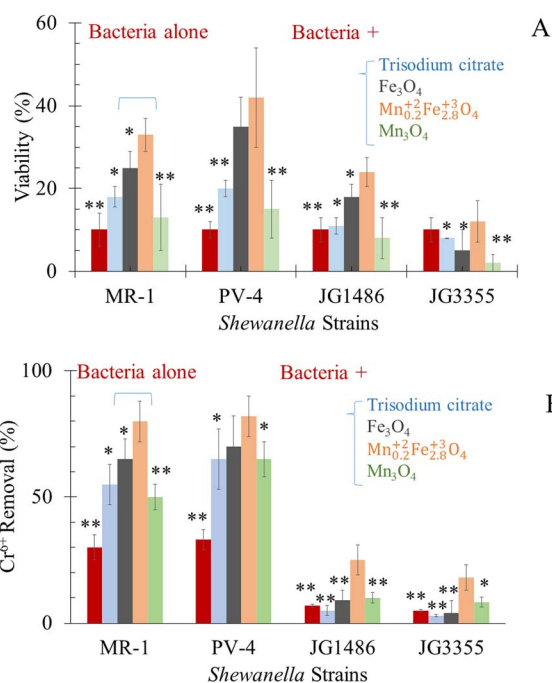 A
Bacteria alone
Bacteria +
Trisodium citrate
Fe₃O₄
Mn⁺²₀.₂Fe⁺³₂.₈O₄
Mn₃O₄
Viability (%)
60
40
20
0
* * ** ** ** ** ** * * ** * * **
**
MR-1 PV-4 JG1486 JG3355
Shewanella Strains
Bacteria alone
Bacteria +
Trisodium citrate
Fe₃O₄
Mn⁺²₀.₂Fe⁺³₂.₈O₄
Mn₃O₄
Cr⁶⁺ Removal (%)
100
50
0
** * * ** ** * * ** ** ** ** ** ** ** *
MR-1 PV-4 JG1486 JG3355
Shewanella Strains